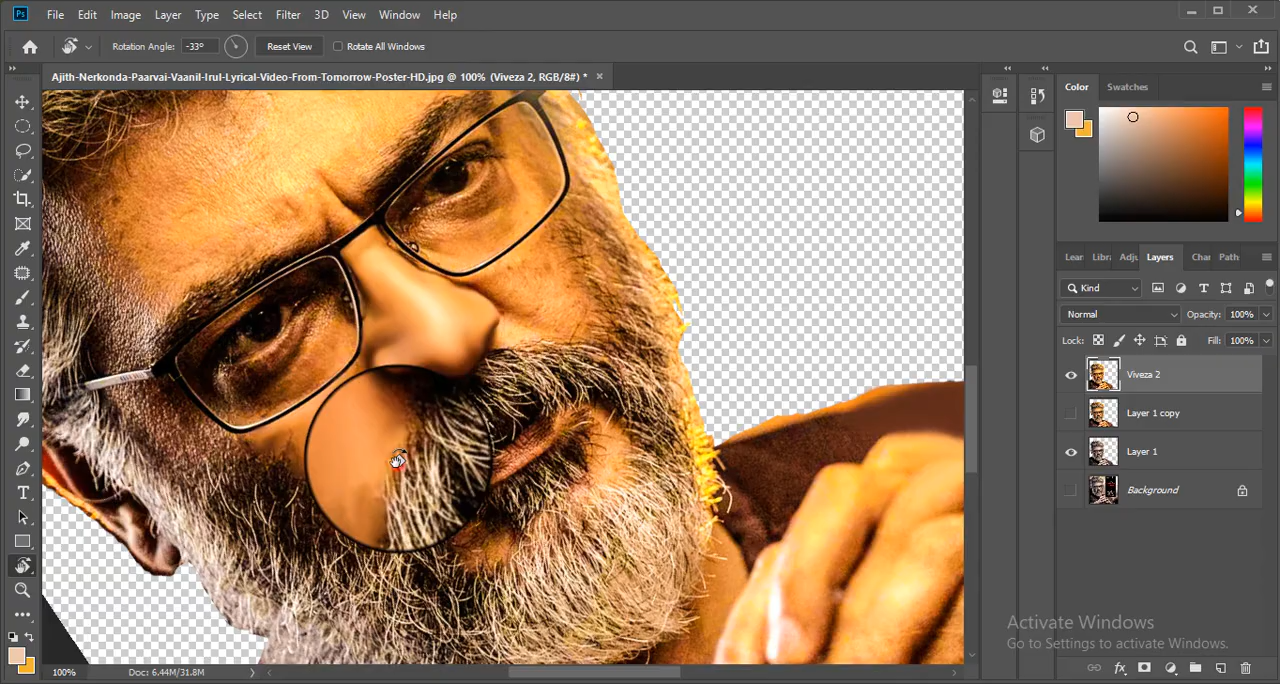 Ps File Edit Image Layer Type Select Filter 3D View Window Help
Rotation Angle: -33° Reset View Rotate All Windows
Ajith-Nerkonda-Paarvai-Vaanil-Irul-Lyrical-Video-From-Tomorrow-Poster-HD.jpg @ 100% (Viveza 2, RGB/8#) *
Color Swatches
Lear Libra Adju Layers Char Path
Kind
Normal Opacity: 100%
Lock: Fill: 100%
Viveza 2
Layer 1 copy
Layer 1
Background
T
Activate Windows
Go to Settings to activate Windows.
100% Doc: 6.44M/31.8M